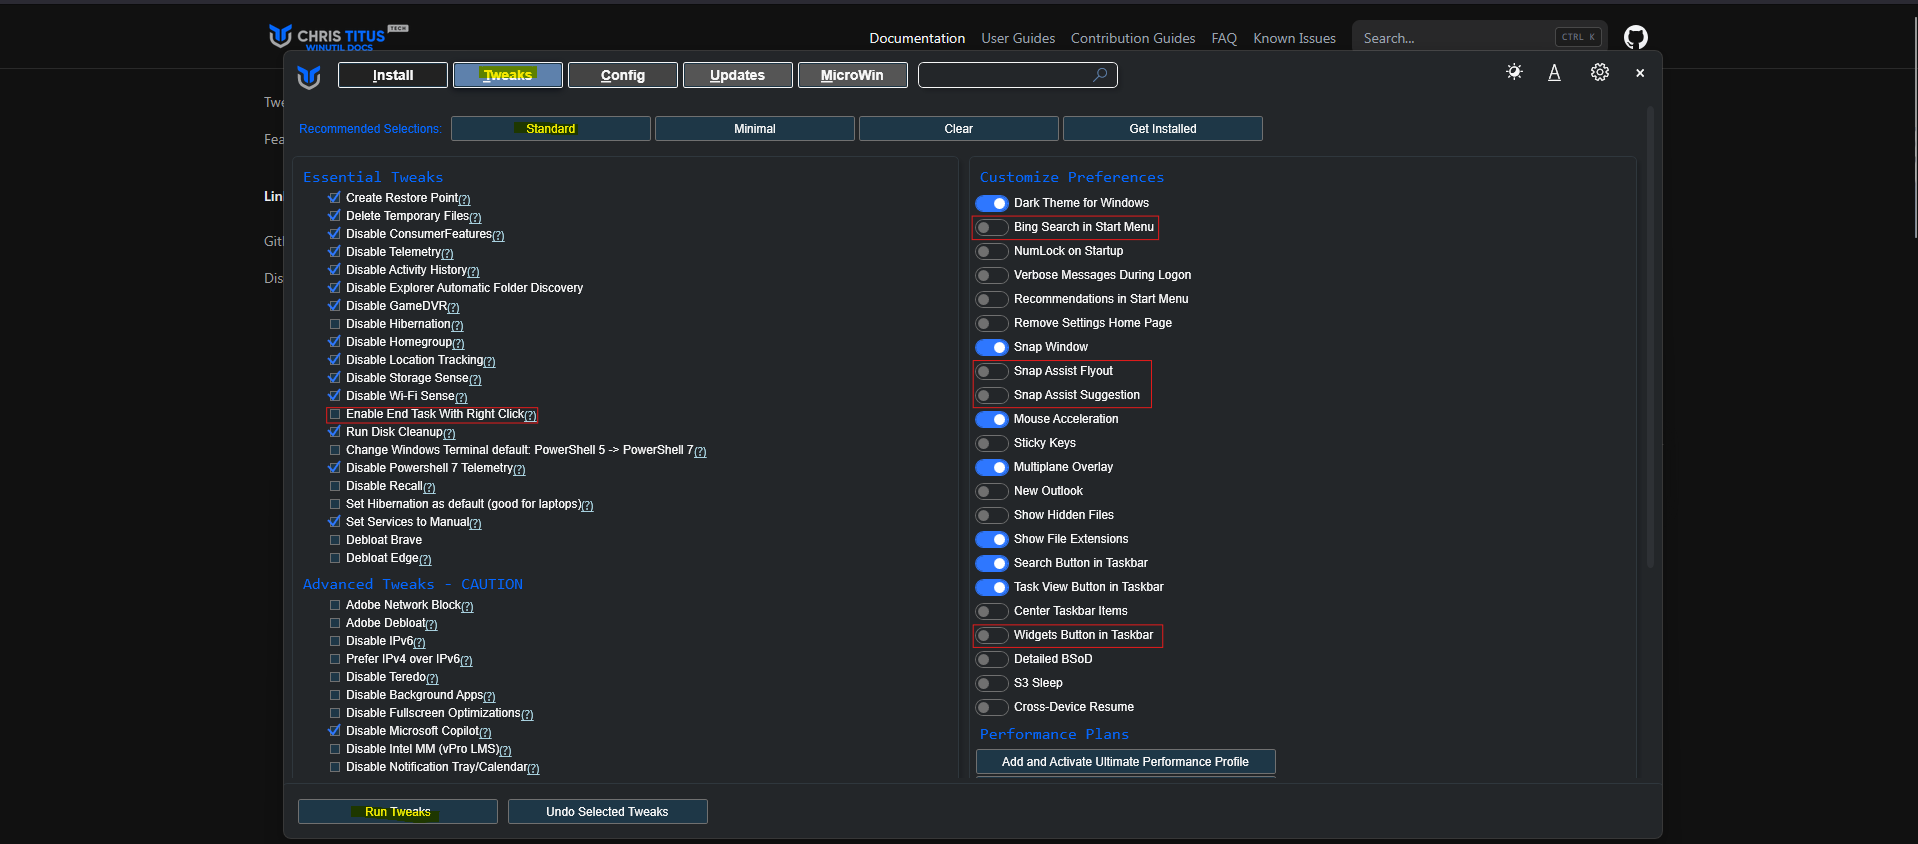 CHRIS TITUS TECH
WINUTIL DOCS
Documentation User Guides Contribution Guides FAQ Known Issues Search... CTRL K
Install Tweaks Config Updates MicroWin
A
Twe
Fea
Lin
Git
Dis
Recommended Selections: Standard Minimal Clear Get Installed
Essential Tweaks
Create Restore Point(?)
Delete Temporary Files(?)
Disable ConsumerFeatures(?)
Disable Telemetry(?)
Disable Activity History(?)
Disable Explorer Automatic Folder Discovery
Disable GameDVR(?)
Disable Hibernation(?)
Disable Homegroup(?)
Disable Location Tracking(?)
Disable Storage Sense(?)
Disable Wi-Fi Sense(?)
Enable End Task With Right Click(?)
Run Disk Cleanup(?)
Change Windows Terminal default: PowerShell 5 -> PowerShell 7(?)
Disable Powershell 7 Telemetry(?)
Disable Recall(?)
Set Hibernation as default (good for laptops)(?)
Set Services to Manual(?)
Debloat Brave
Debloat Edge(?)
Advanced Tweaks - CAUTION
Adobe Network Block(?)
Adobe Debloat(?)
Disable IPv6(?)
Prefer IPv4 over IPv6(?)
Disable Teredo(?)
Disable Background Apps(?)
Disable Fullscreen Optimizations(?)
Disable Microsoft Copilot(?)
Disable Intel MM (vPro LMS)(?)
Disable Notification Tray/Calendar(?)
Customize Preferences
Dark Theme for Windows
Bing Search in Start Menu
NumLock on Startup
Verbose Messages During Logon
Recommendations in Start Menu
Remove Settings Home Page
Snap Window
Snap Assist Flyout
Snap Assist Suggestion
Mouse Acceleration
Sticky Keys
Multiplane Overlay
New Outlook
Show Hidden Files
Show File Extensions
Search Button in Taskbar
Task View Button in Taskbar
Center Taskbar Items
Widgets Button in Taskbar
Detailed BSoD
S3 Sleep
Cross-Device Resume
Performance Plans
Add and Activate Ultimate Performance Profile
Run Tweaks Undo Selected Tweaks